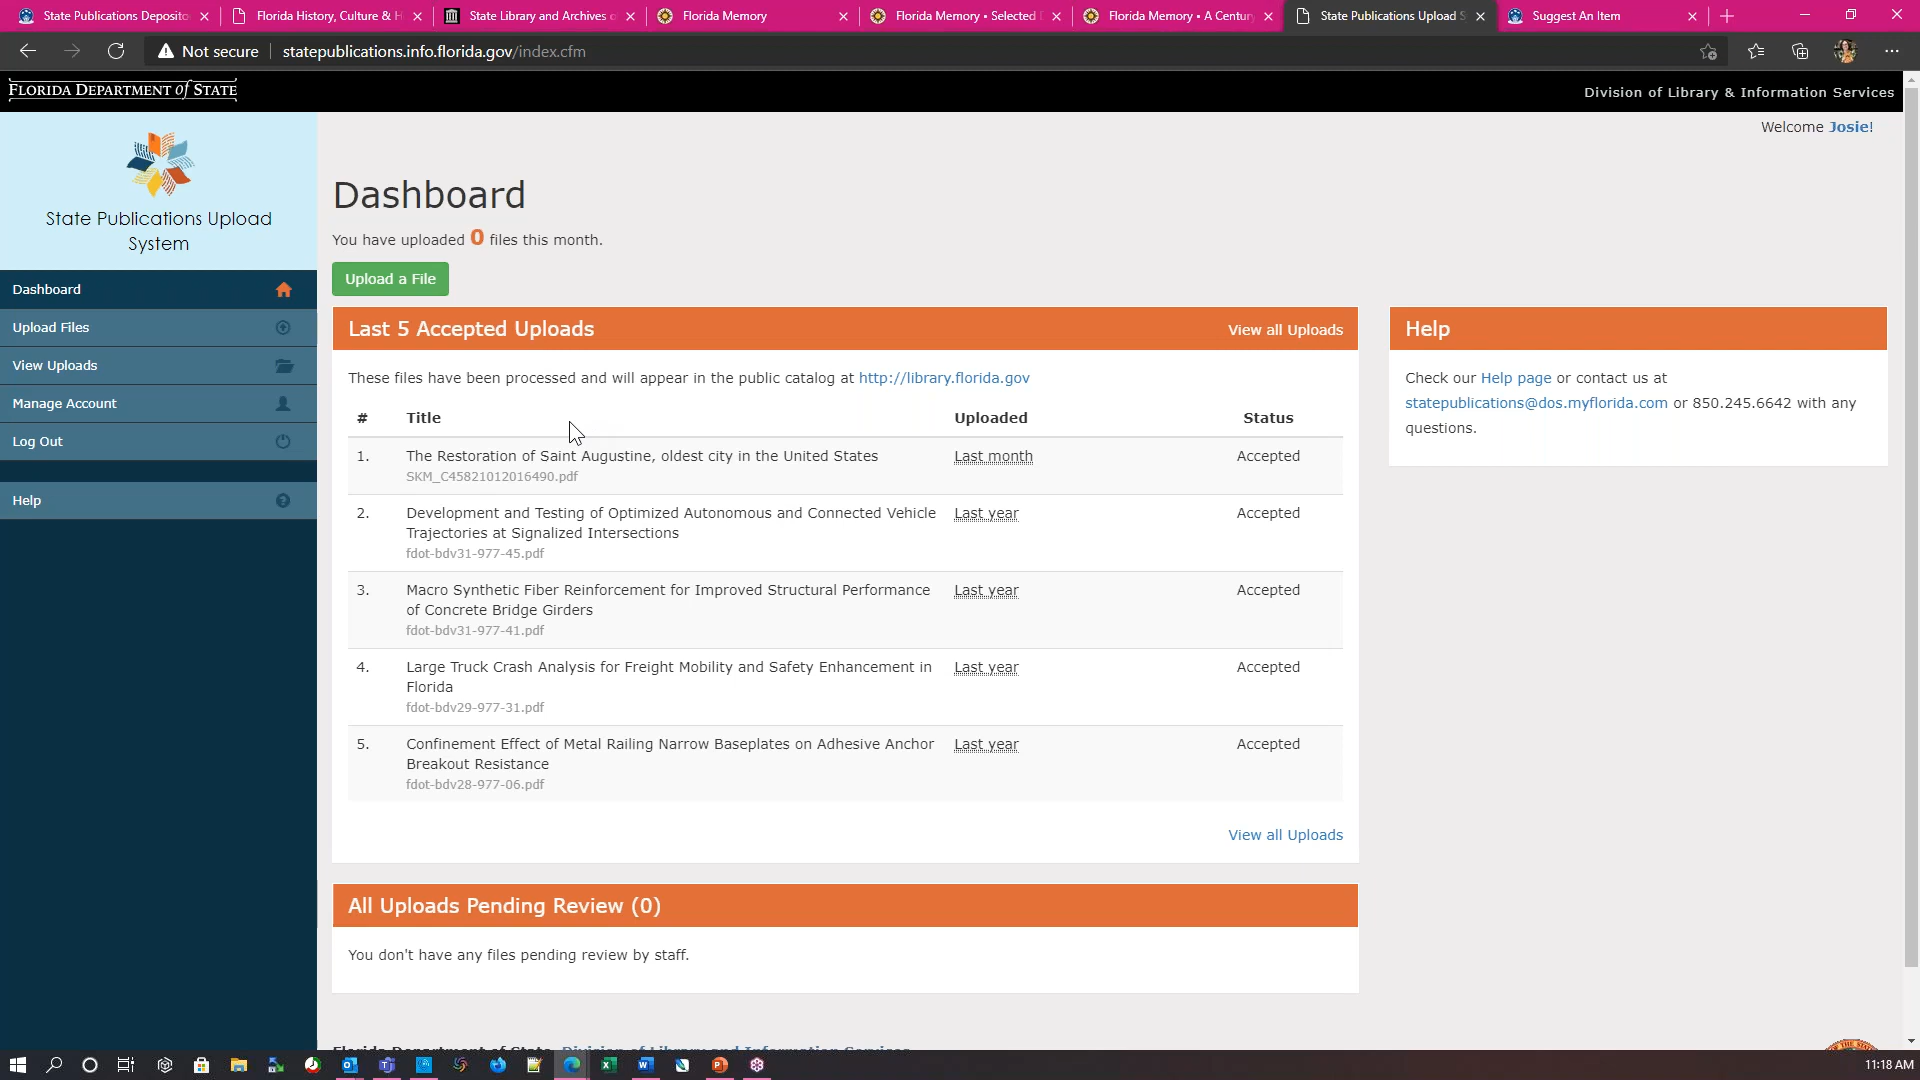 State Publications Deposito
Florida History, Culture & H
State Library and Archives o
Florida Memory
Florida Memory • Selected D
Florida Memory • A Century
State Publications Upload S
Suggest An Item
Not secure
statepublications.info.florida.gov/index.cfm
FLORIDA DEPARTMENT of STATE
Division of Library & Information Services
Welcome Josie!
State Publications Upload
System
Dashboard
Upload Files
View Uploads
Manage Account
Log Out
Help
Dashboard
You have uploaded 0 files this month.
Upload a File
Last 5 Accepted Uploads
View all Uploads
These files have been processed and will appear in the public catalog at http://library.florida.gov
# Title Uploaded Status
1. The Restoration of Saint Augustine, oldest city in the United States Last month Accepted
SKM_C45821012016490.pdf
2. Development and Testing of Optimized Autonomous and Connected Vehicle Last year Accepted
Trajectories at Signalized Intersections
fdot-bdv31-977-45.pdf
3. Macro Synthetic Fiber Reinforcement for Improved Structural Performance Last year Accepted
of Concrete Bridge Girders
fdot-bdv31-977-41.pdf
4. Large Truck Crash Analysis for Freight Mobility and Safety Enhancement in Last year Accepted
Florida
fdot-bdv29-977-31.pdf
5. Confinement Effect of Metal Railing Narrow Baseplates on Adhesive Anchor Last year Accepted
Breakout Resistance
fdot-bdv28-977-06.pdf
View all Uploads
All Uploads Pending Review (0)
You don't have any files pending review by staff.
Help
Check our Help page or contact us at
statepublications@dos.myflorida.com or 850.245.6642 with any
questions.
Florida Department of State, Division of Library and Information Services
11:18 AM